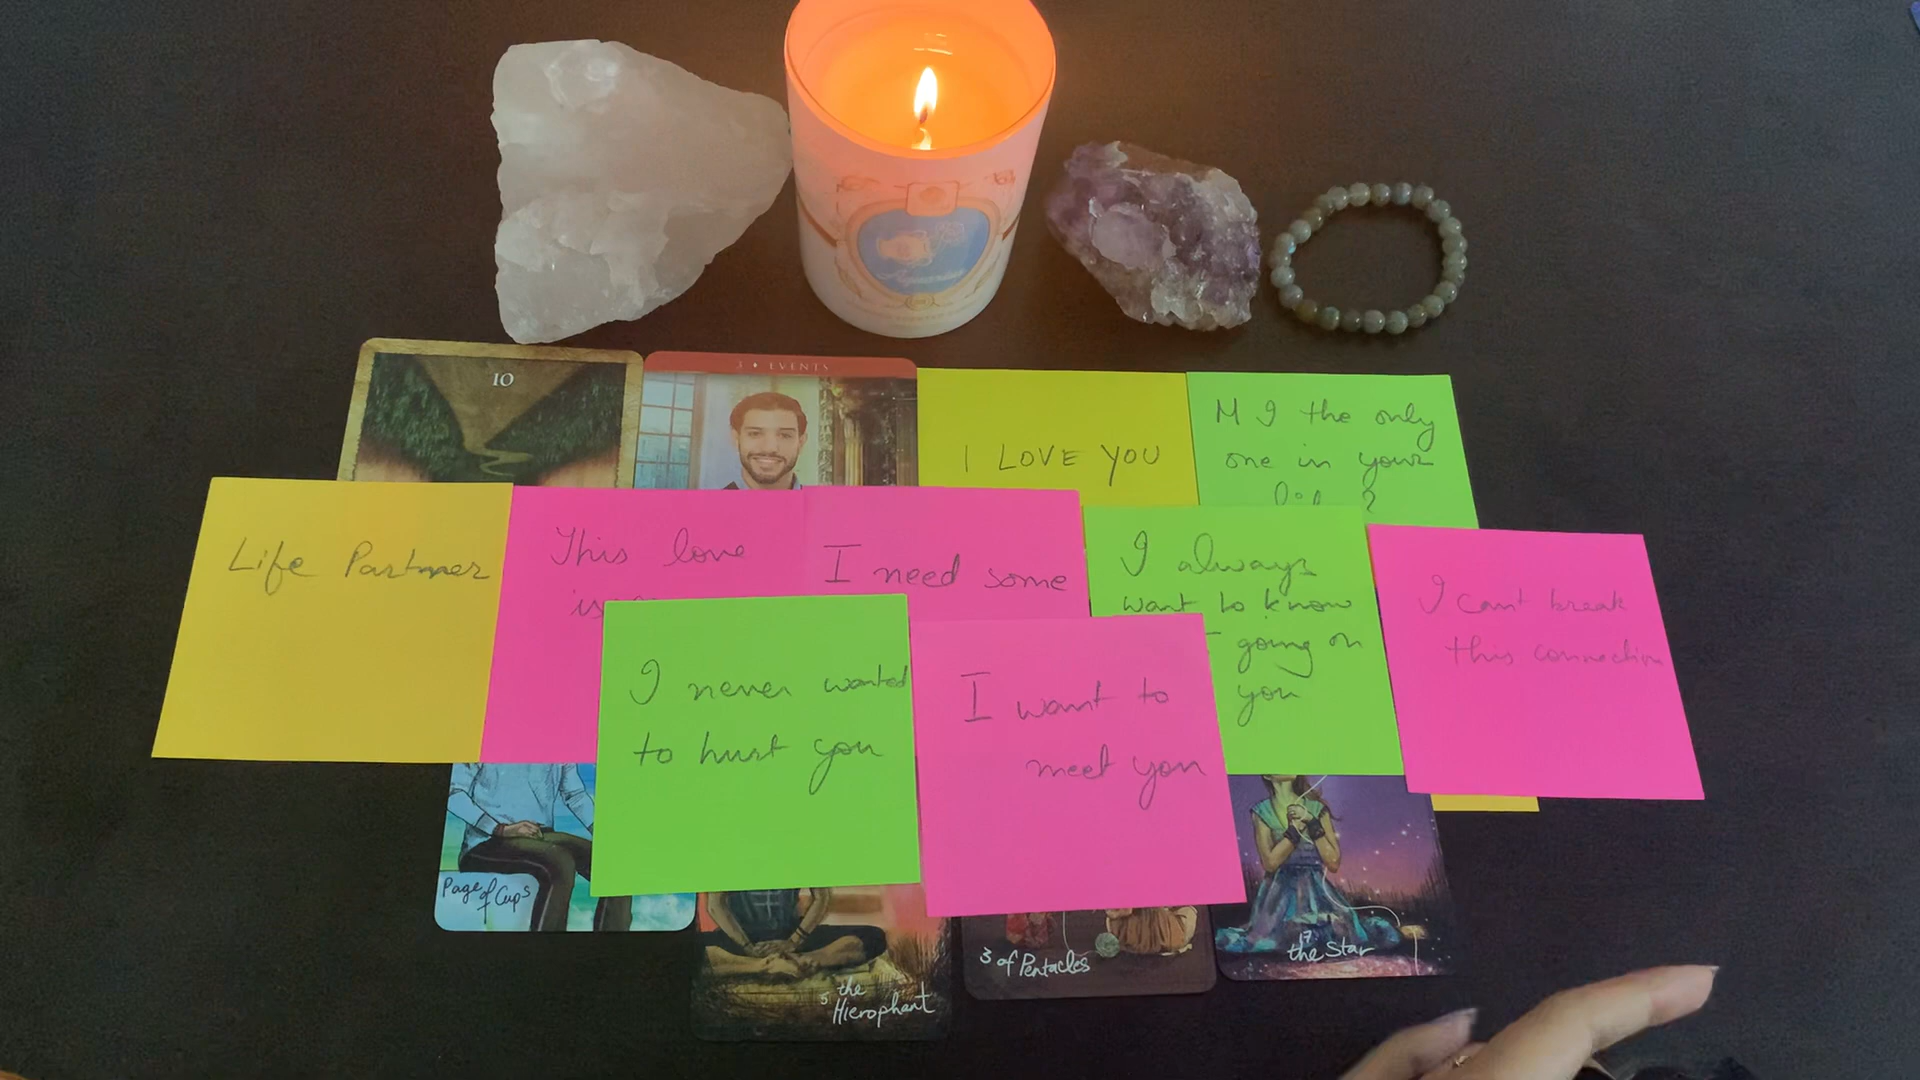 10
3 ♦ EVENTS
I LOVE YOU
M I the only
one in your
Life Partner
This love
I need some
I always
want to know
going on
you
I can't break
this connection
I never wanted
to hurt you
I want to
meet you
Page of Cups
5 the
Hierophant
3 of Pentacles
17
the Star